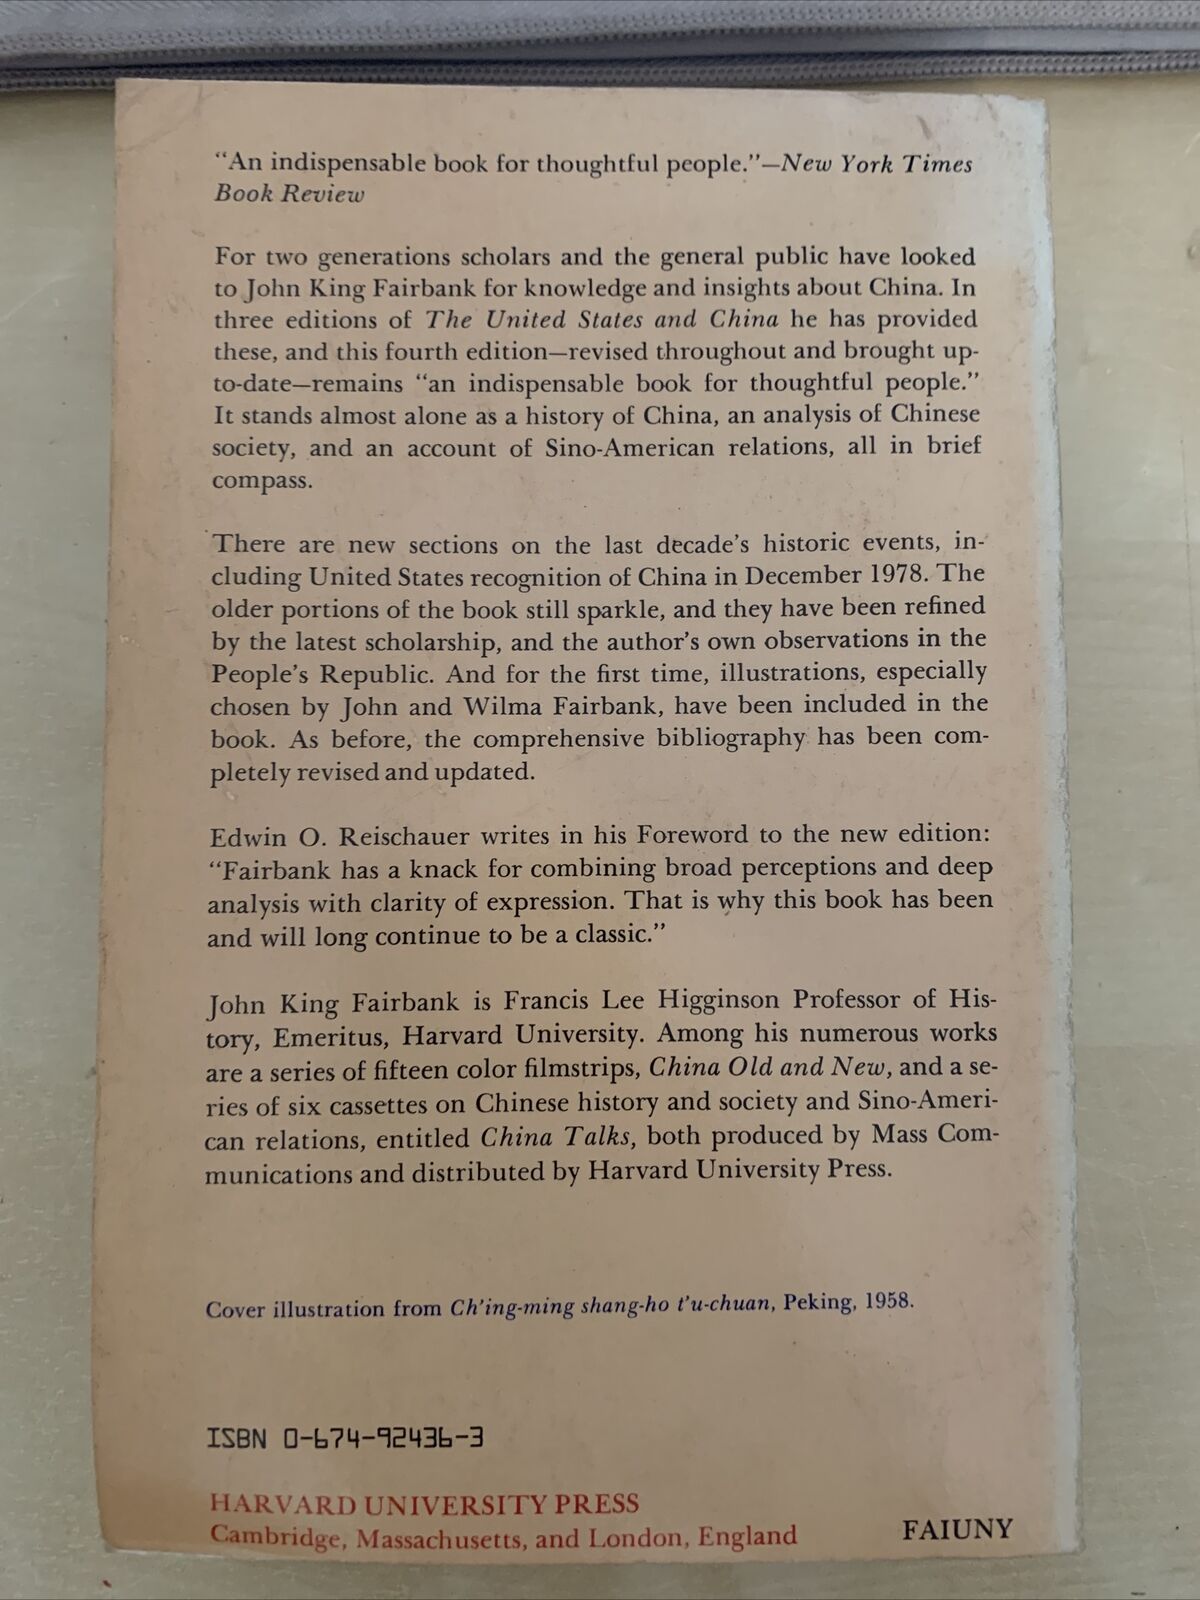 “An indispensable book for thoughtful people.”—New York Times
Book Review
For two generations scholars and the general public have looked
to John King Fairbank for knowledge and insights about China. In
three editions of The United States and China he has provided
these, and this fourth edition—revised throughout and brought up-
to-date—remains “an indispensable book for thoughtful people.”
It stands almost alone as a history of China, an analysis of Chinese
society, and an account of Sino-American relations, all in brief
compass.
There are new sections on the last decade’s historic events, in-
cluding United States recognition of China in December 1978. The
older portions of the book still sparkle, and they have been refined
by the latest scholarship, and the author’s own observations in the
People’s Republic. And for the first time, illustrations, especially
chosen by John and Wilma Fairbank, have been included in the
book. As before, the comprehensive bibliography has been com-
pletely revised and updated.
Edwin O. Reischauer writes in his Foreword to the new edition:
“Fairbank has a knack for combining broad perceptions and deep
analysis with clarity of expression. That is why this book has been
and will long continue to be a classic.”
John King Fairbank is Francis Lee Higginson Professor of His-
tory, Emeritus, Harvard University. Among his numerous works
are a series of fifteen color filmstrips, China Old and New, and a se-
ries of six cassettes on Chinese history and society and Sino-Ameri-
can relations, entitled China Talks, both produced by Mass Com-
munications and distributed by Harvard University Press.
Cover illustration from Ch’ing-ming shang-ho t’u-chuan, Peking, 1958.
ISBN 0-674-92436-3
HARVARD UNIVERSITY PRESS
Cambridge, Massachusetts, and London, England
FAIUNY